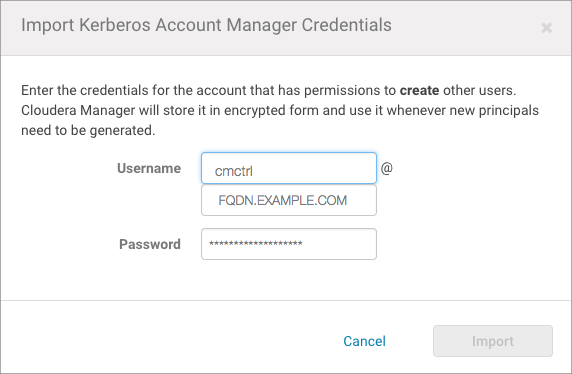 Import Kerberos Account Manager Credentials
×
Enter the credentials for the account that has permissions to create other users.
Cloudera Manager will store it in encrypted form and use it whenever new principals
need to be generated.
Username cmctrl @
FQDN.EXAMPLE.COM
Password *******************
Cancel Import